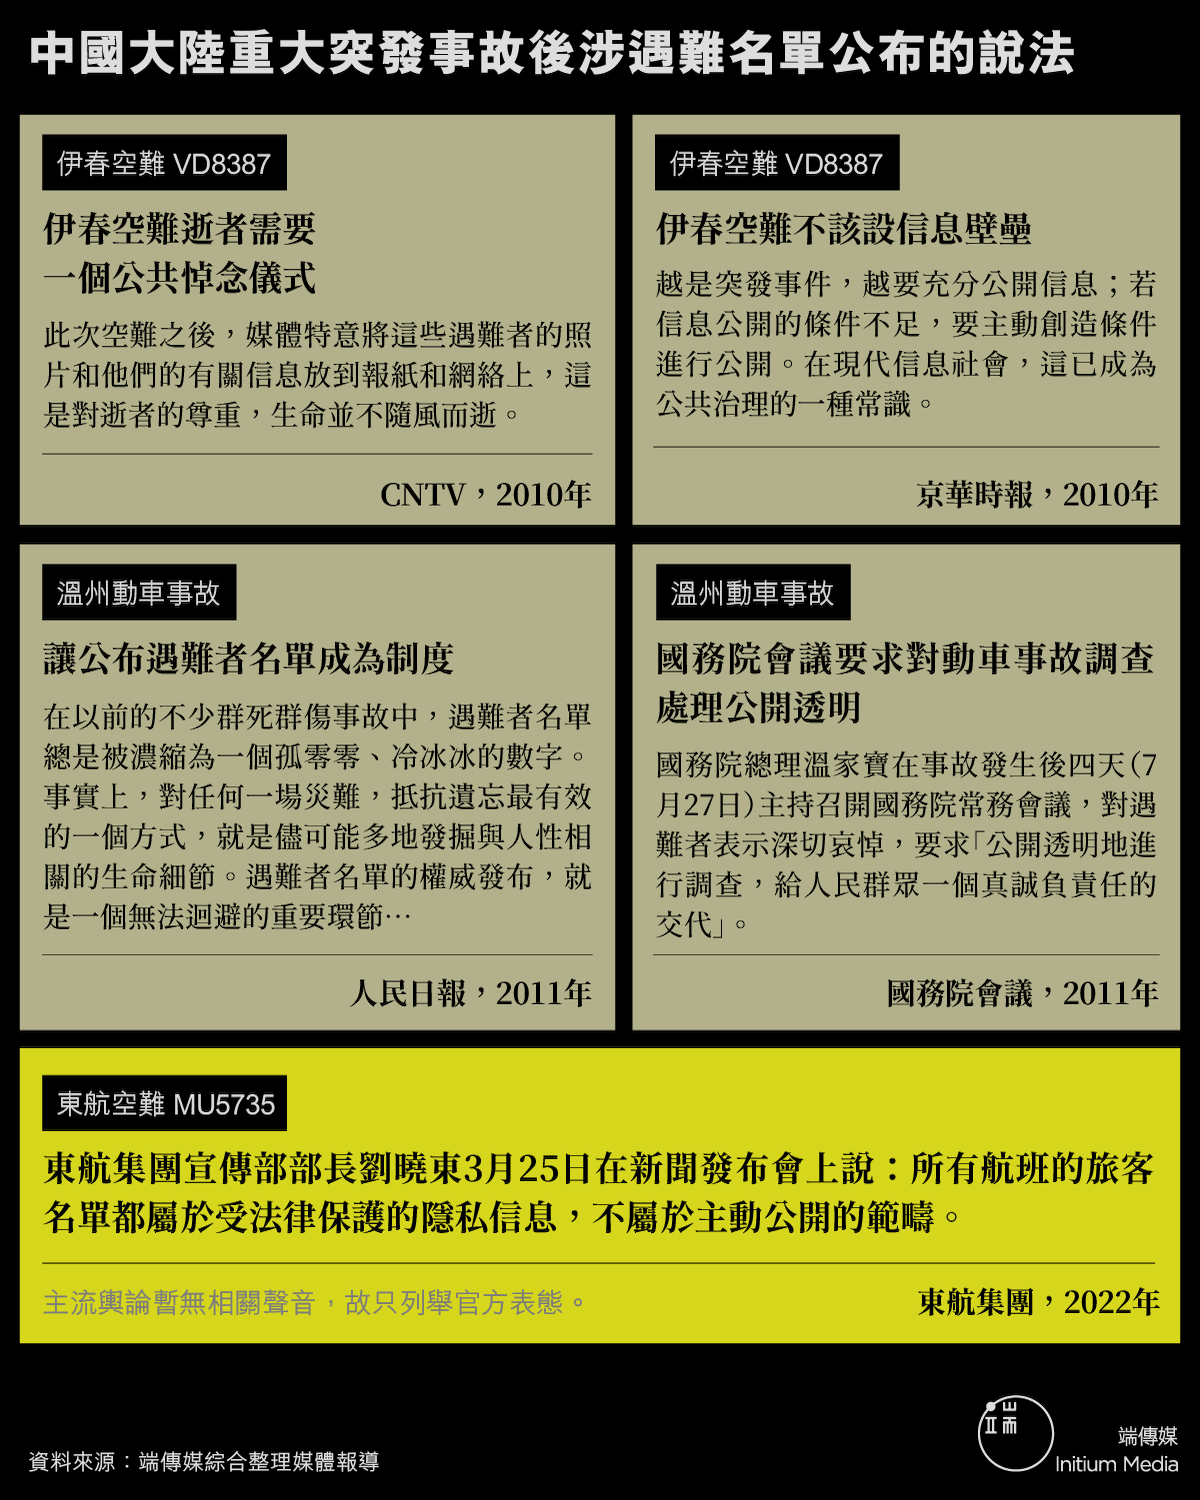 中國大陸重大突發事故後涉遇難名單公布的說法
伊春空難 VD8387
伊春空難逝者需要
一個公共悼念儀式
此次空難之後，媒體特意將這些遇難者的照
片和他們的有關信息放到報紙和網絡上，這
是對逝者的尊重，生命並不隨風而逝。
CNTV，2010年
伊春空難 VD8387
伊春空難不該設信息壁壘
越是突發事件，越要充分公開信息；若
信息公開的條件不足，要主動創造條件
進行公開。在現代信息社會，這已成為
公共治理的一種常識。
京華時報，2010年
溫州動車事故
讓公布遇難者名單成為制度
在以前的不少群死群傷事故中，遇難者名單
總是被濃縮為一個孤零零、冷冰冰的數字。
事實上，對任何一場災難，抵抗遺忘最有效
的一個方式，就是儘可能多地發掘與人性相
關的生命細節。遇難者名單的權威發布，就
是一個無法迴避的重要環節⋯
人民日報，2011年
溫州動車事故
國務院會議要求對動車事故調查
處理公開透明
國務院總理溫家寶在事故發生後四天(7
月27日)主持召開國務院常務會議，對遇
難者表示深切哀悼，要求「公開透明地進
行調查，給人民群眾一個真誠負責任的
交代」。
國務院會議，2011年
東航空難 MU5735
東航集團宣傳部部長劉曉東3月25日在新聞發布會上說：所有航班的旅客
名單都屬於受法律保護的隱私信息，不屬於主動公開的範疇。
主流輿論暫無相關聲音，故只列舉官方表態。
東航集團，2022年
資料來源：端傳媒綜合整理媒體報導
端
端傳媒
Initium Media